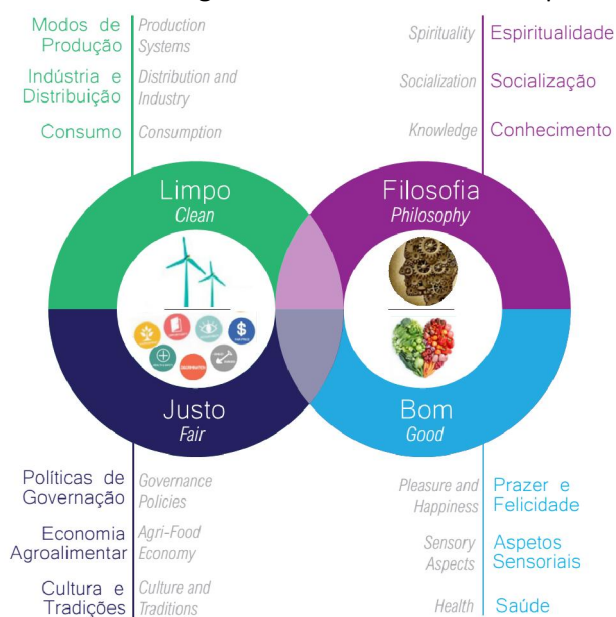 Modos de
Produção
Production
Systems
Indústria e
Distribuição
Distribution and
Industry
Consumo
Consumption
Spirituality
Espiritualidade
Socialization
Socialização
Knowledge
Conhecimento
Limpo
Clean
Filosofia
Philosophy
Justo
Fair
Bom
Good
Políticas de
Governação
Governance
Policies
Economia
Agroalimentar
Agri-Food
Economy
Cultura e
Tradições
Culture and
Traditions
Pleasure and
Happiness
Prazer e
Felicidade
Sensory
Aspects
Aspetos
Sensoriais
Health
Saúde